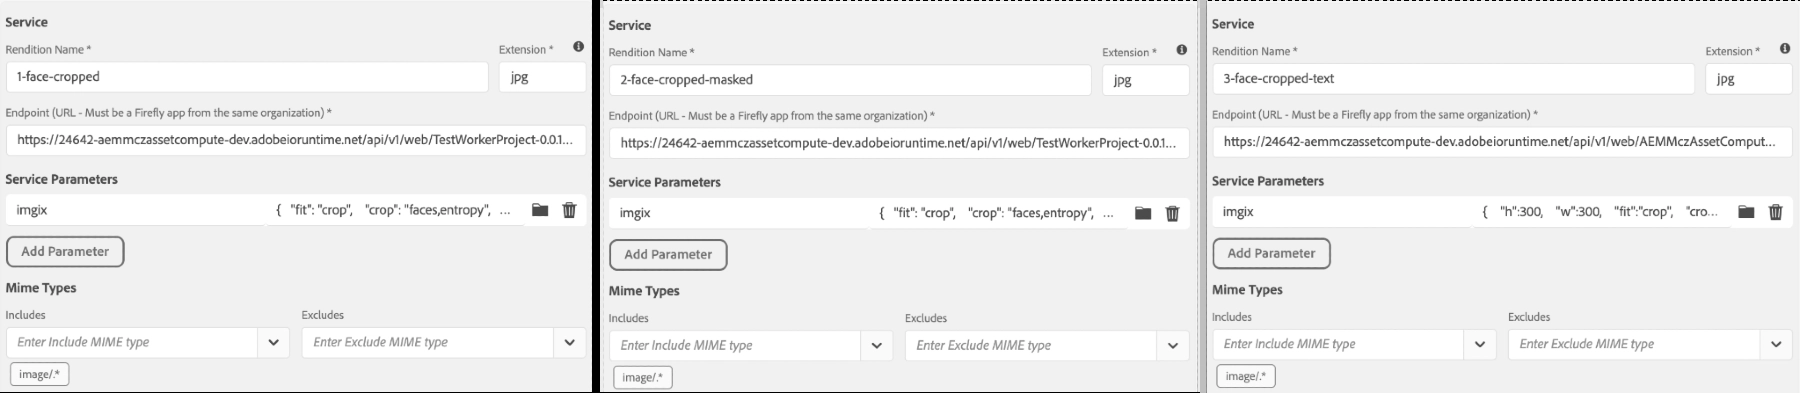 Service
Rendition Name * Extension *
1-face-cropped jpg
Endpoint (URL - Must be a Firefly app from the same organization) *
https://24642-aemmczassetcompute-dev.adobeioruntime.net/api/v1/web/TestWorkerProject-0.0.1...
Service Parameters
imgix { "fit": "crop", "crop": "faces,entropy", ...
Add Parameter
Mime Types
Includes Excludes
Enter Include MIME type Enter Exclude MIME type
image/.*
Service
Rendition Name * Extension *
2-face-cropped-masked jpg
Endpoint (URL - Must be a Firefly app from the same organization) *
https://24642-aemmczassetcompute-dev.adobeioruntime.net/api/v1/web/TestWorkerProject-0.0.1...
Service Parameters
imgix { "fit": "crop", "crop": "faces,entropy", ...
Add Parameter
Mime Types
Includes Excludes
Enter Include MIME type Enter Exclude MIME type
image/.*
Service
Rendition Name * Extension *
3-face-cropped-text jpg
Endpoint (URL - Must be a Firefly app from the same organization) *
https://24642-aemmczassetcompute-dev.adobeioruntime.net/api/v1/web/AEMMczAssetComput...
Service Parameters
imgix { "h":300, "w":300, "fit":"crop", "cro...
Add Parameter
Mime Types
Includes Excludes
Enter Include MIME type Enter Exclude MIME type
image/.*